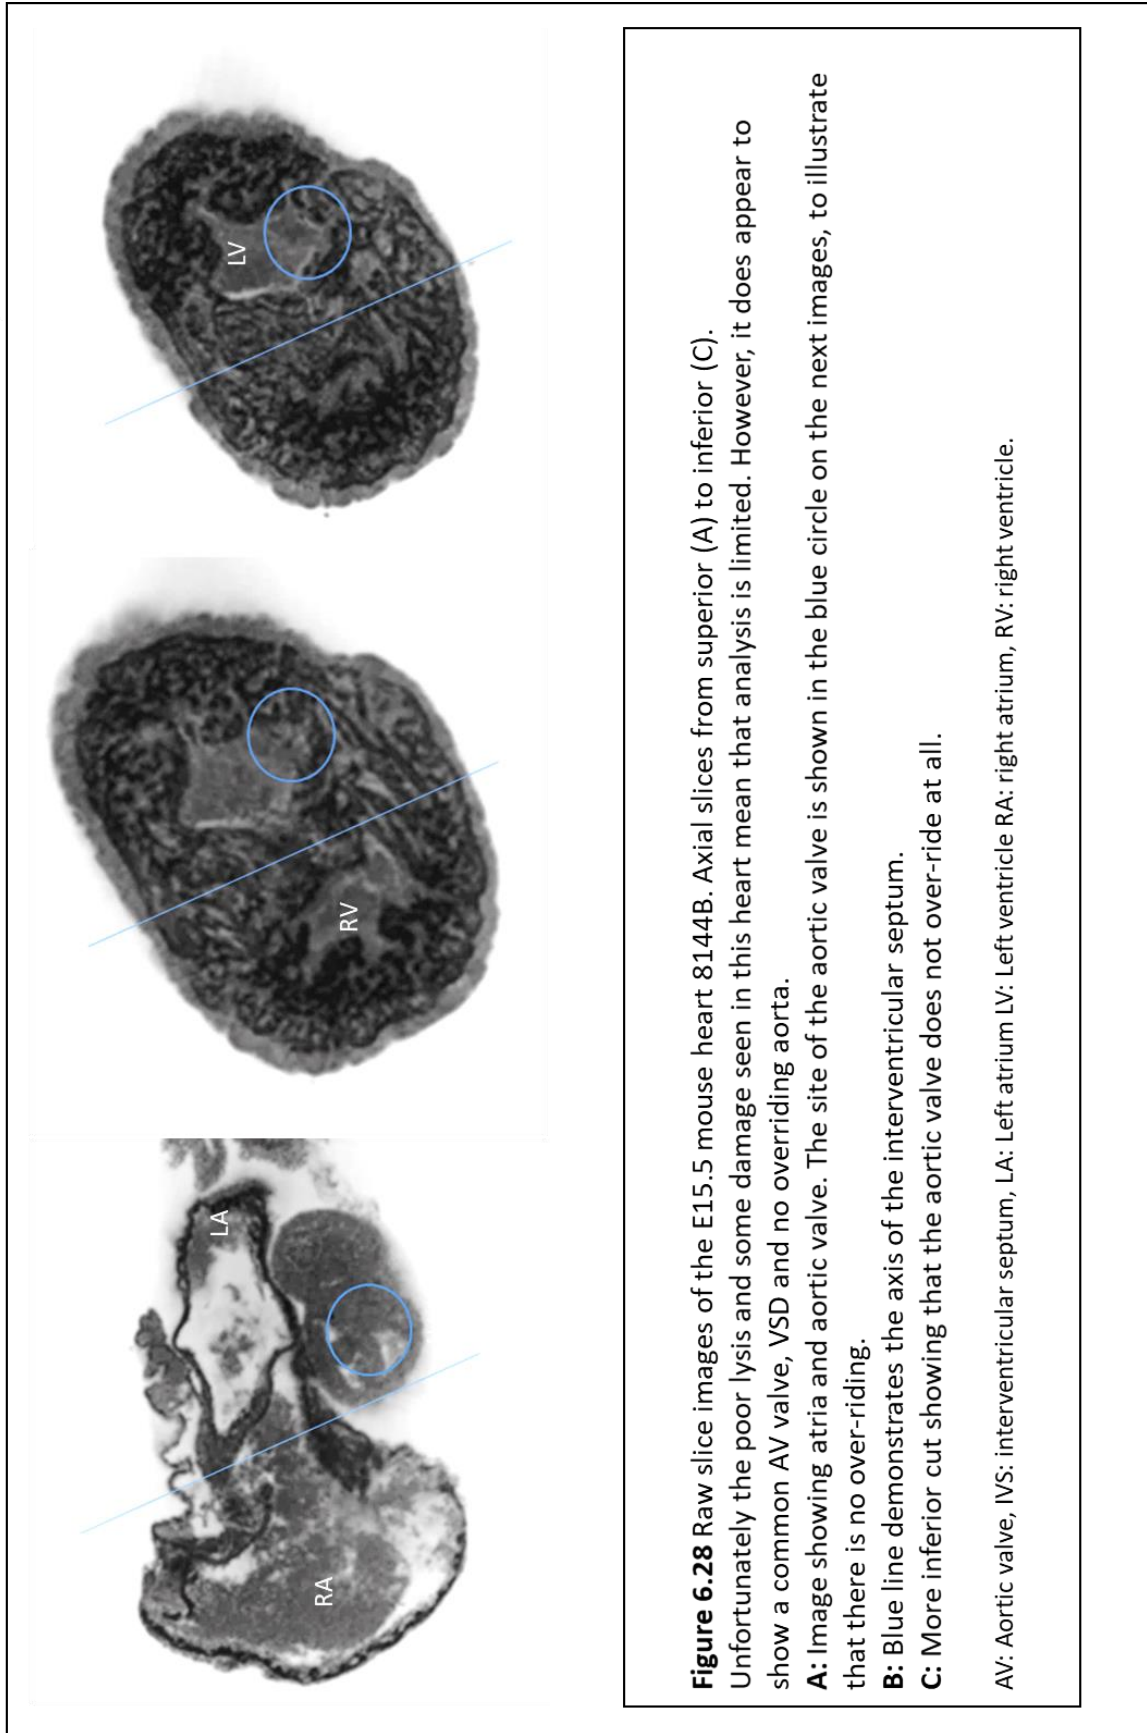 RA
LA
RV
LV
Figure 6.28 Raw slice images of the E15.5 mouse heart 8144B. Axial slices from superior (A) to inferior (C).
Unfortunately the poor lysis and some damage seen in this heart mean that analysis is limited. However, it does appear to
show a common AV valve, VSD and no overriding aorta.
A: Image showing atria and aortic valve. The site of the aortic valve is shown in the blue circle on the next images, to illustrate
that there is no over-riding.
B: Blue line demonstrates the axis of the interventricular septum.
C: More inferior cut showing that the aortic valve does not over-ride at all.
AV: Aortic valve, IVS: interventricular septum, LA: Left atrium LV: Left ventricle RA: right atrium, RV: right ventricle.